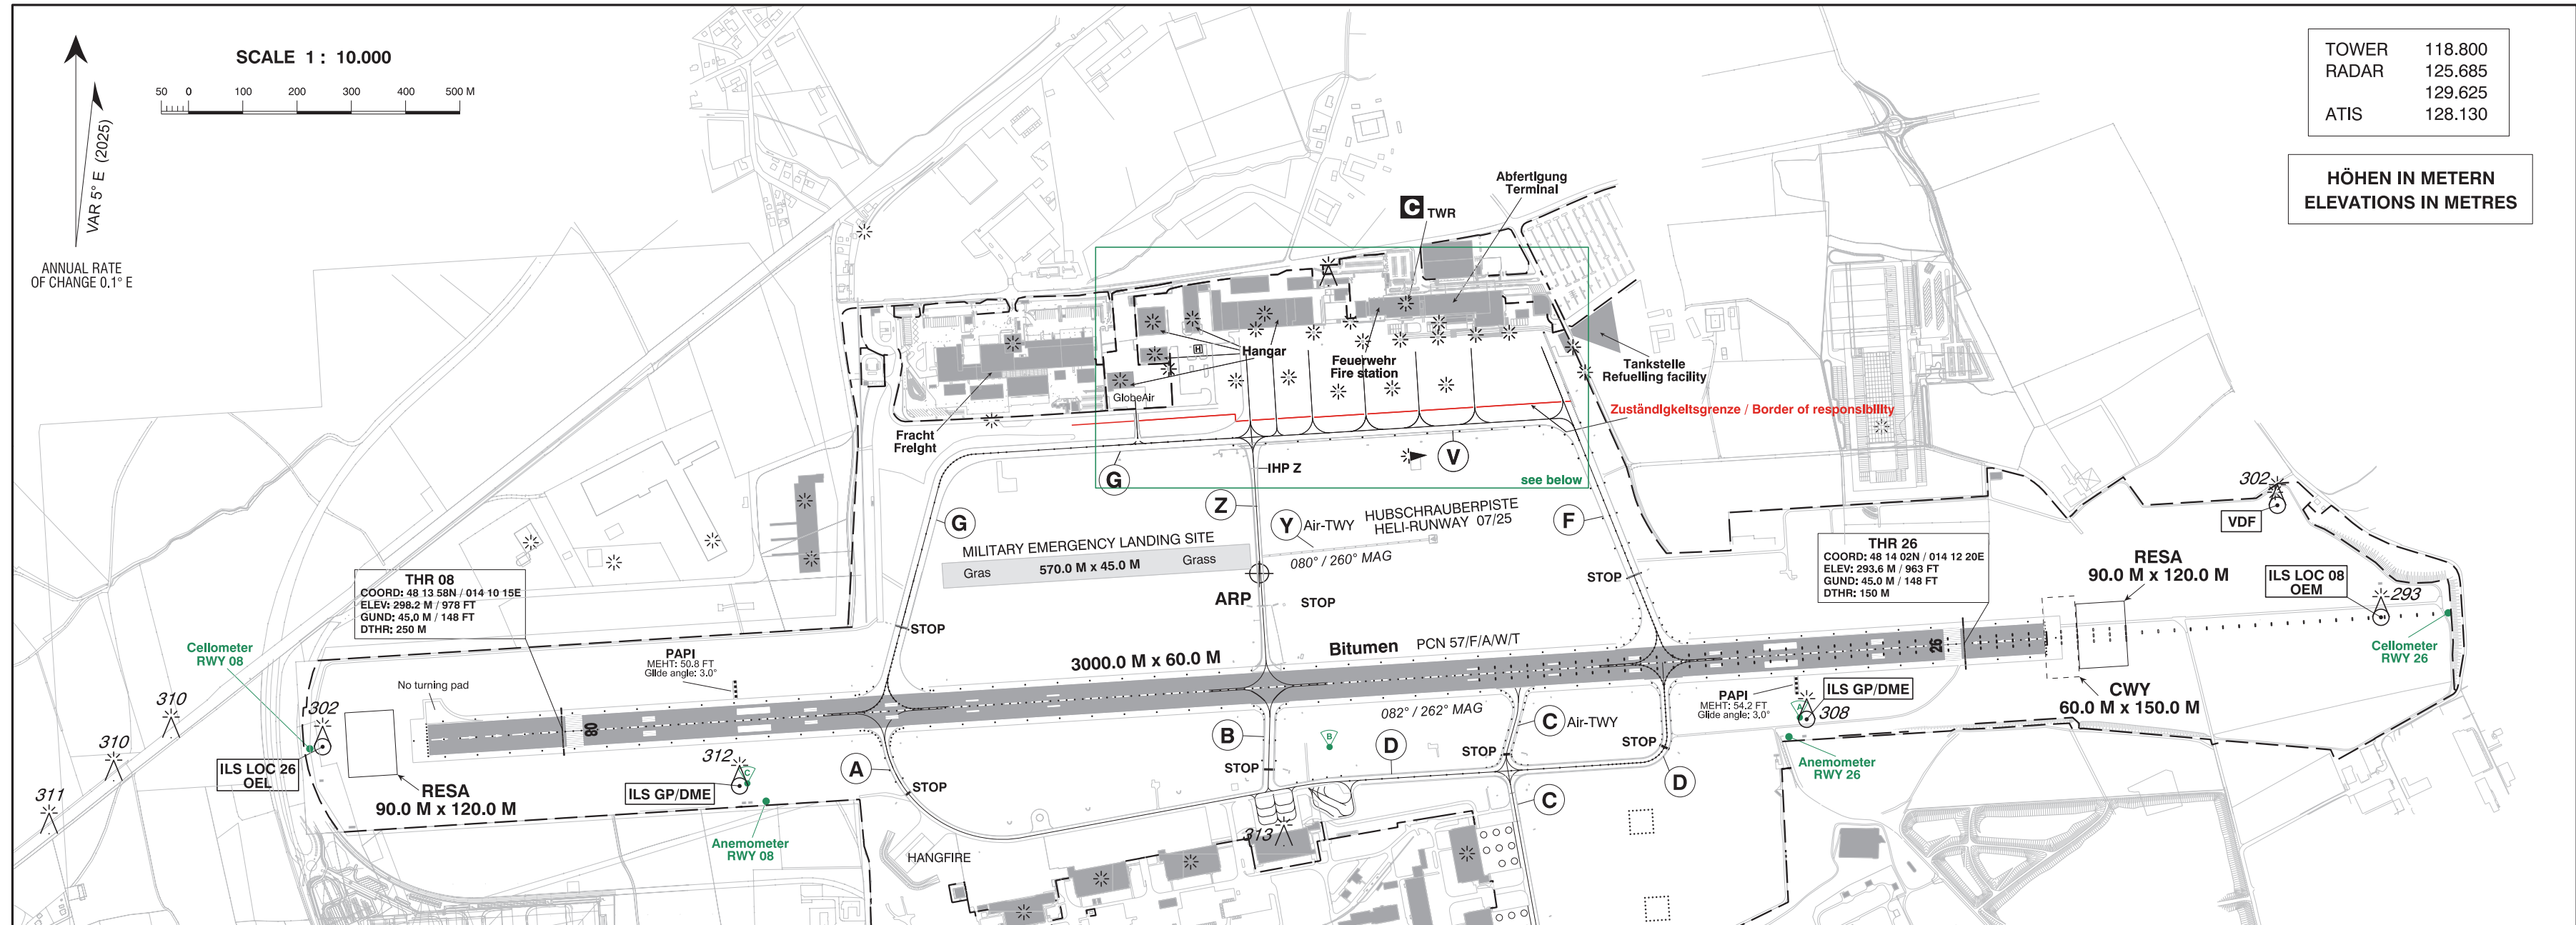 SCALE 1 : 10.000
50 0 100 200 300 400 500 M
VAR 5° E (2025)
ANNUAL RATE
OF CHANGE 0.1° E
TOWER 118.800
RADAR 125.685
129.625
ATIS 128.130
HÖHEN IN METERN
ELEVATIONS IN METRES
Abfertigung
Terminal
C TWR
H
Hangar
Feuerwehr
Fire station
Tankstelle
Refuelling facility
GlobeAir
Zuständigkeitsgrenze / Border of responsibility
Fracht
Freight
IHP Z
V
G
see below
302
VDF
Z
G
Y Air-TWY
HUBSCHRAUBERPISTE
HELI-RUNWAY 07/25
F
MILITARY EMERGENCY LANDING SITE
Gras 570.0 M x 45.0 M Grass
080° / 260° MAG
THR 26
COORD: 48 14 02N / 014 12 20E
ELEV: 293,6 M / 963 FT
GUND: 45.0 M / 148 FT
DTHR: 150 M
RESA
90.0 M x 120.0 M
ILS LOC 08
OEM
293
THR 08
COORD: 48 13 58N / 014 10 15E
ELEV: 298.2 M / 978 FT
GUND: 45.0 M / 148 FT
DTHR: 250 M
STOP
ARP
STOP
STOP
Cellometer
RWY 08
PAPI
MEHT: 50.8 FT
Glide angle: 3.0°
3000.0 M x 60.0 M
Bitumen PCN 57/F/A/W/T
26
Cellometer
RWY 26
No turning pad
310
302
08
082° / 262° MAG
C Air-TWY
PAPI
MEHT: 54.2 FT
Glide angle: 3,0°
ILS GP/DME
A
308
CWY
60.0 M x 150.0 M
310
B
B
D
STOP
STOP
Anemometer
RWY 26
ILS LOC 26
OEL
312
C
A
STOP
STOP
D
311
RESA
90.0 M x 120.0 M
ILS GP/DME
C
313
Anemometer
RWY 08
HANGFIRE